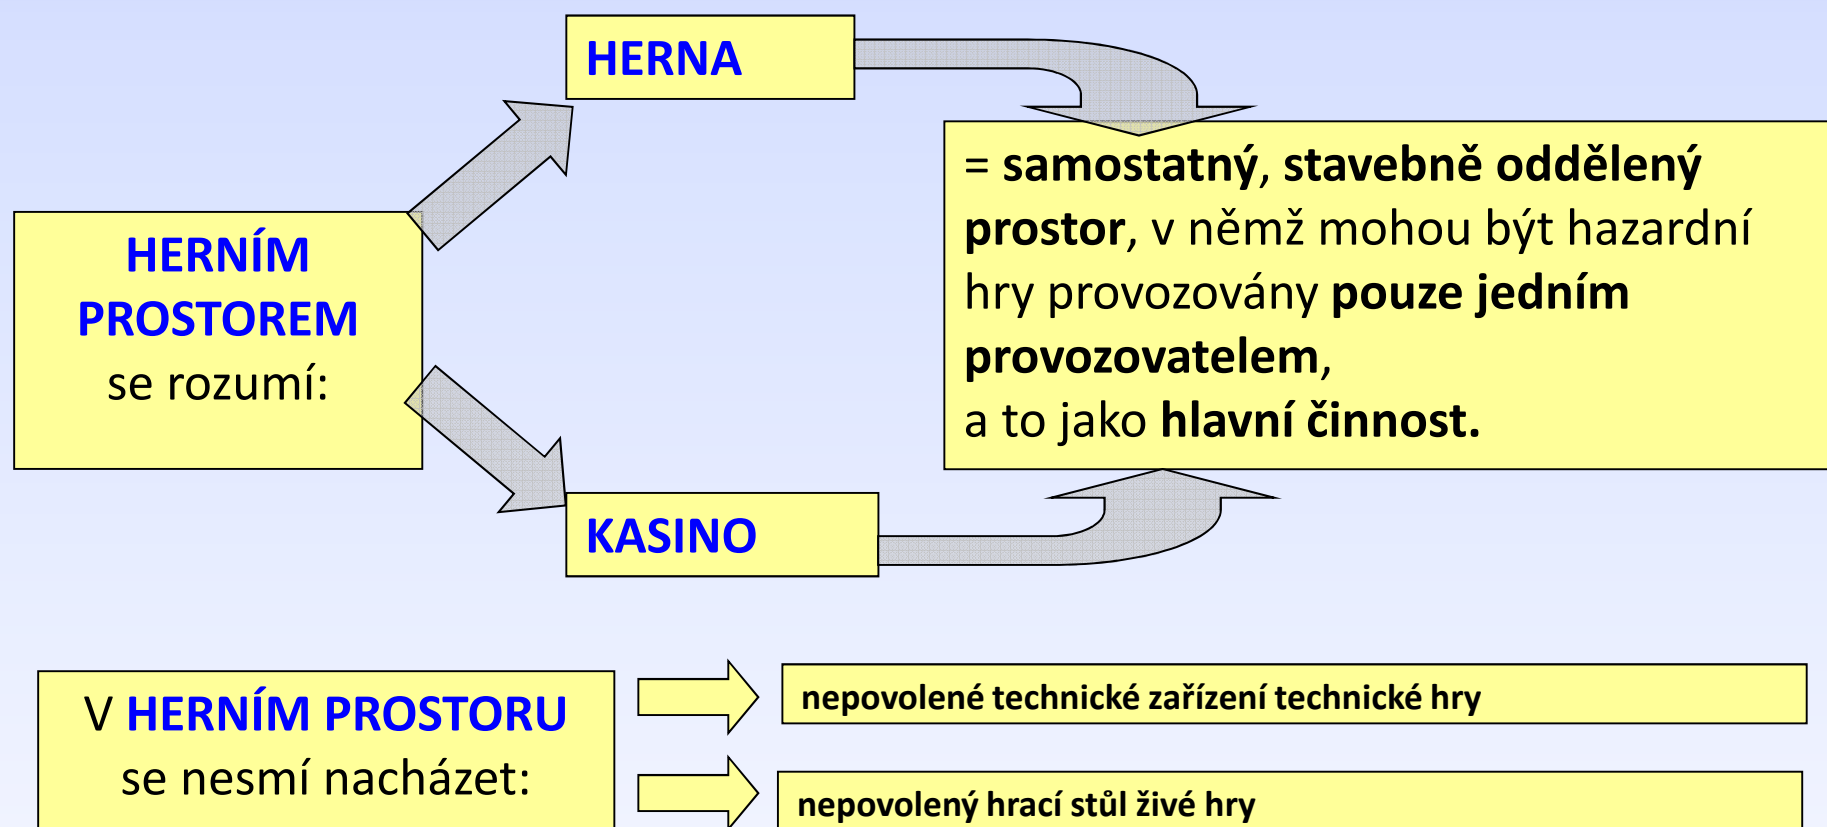 HERNA
HERNÍM
PROSTOREM
se rozumí:
= samostatný, stavebně oddělený
prostor, v němž mohou být hazardní
hry provozovány pouze jedním
provozovatelem,
a to jako hlavní činnost.
KASINO
V HERNÍM PROSTORU
se nesmí nacházet:
nepovolené technické zařízení technické hry
nepovolený hrací stůl živé hry